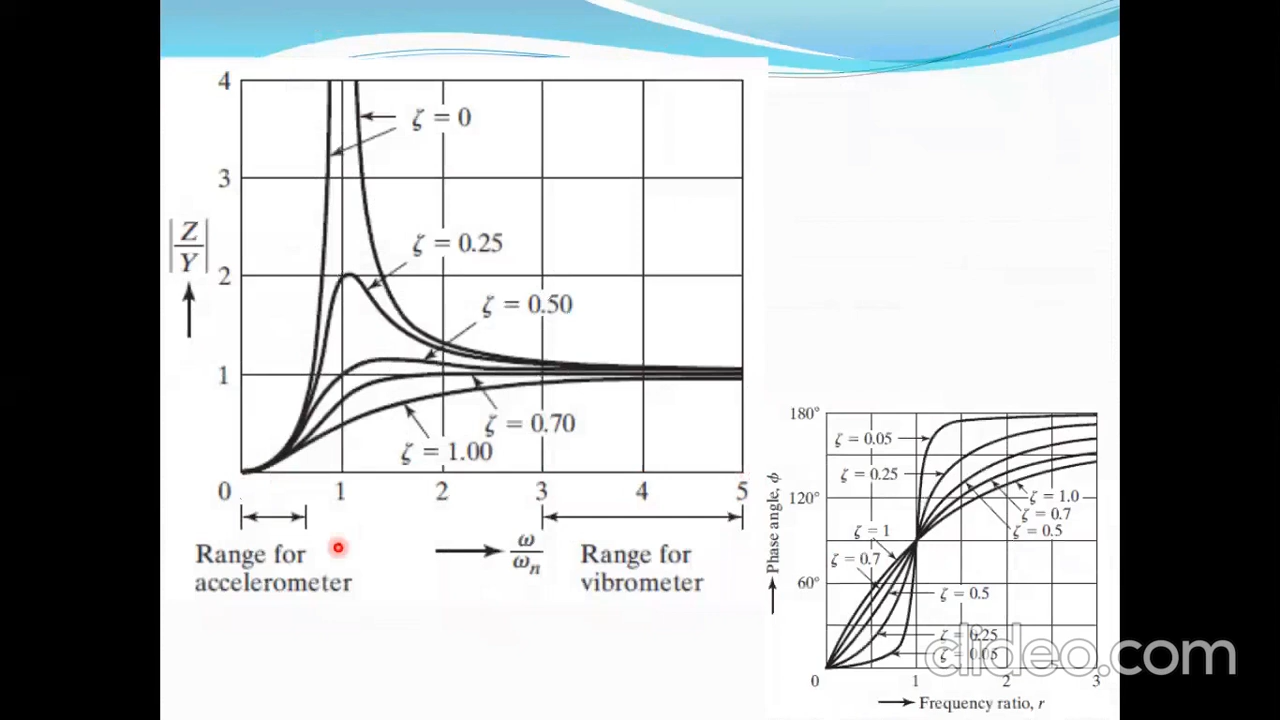 4
ζ = 0
3
|Z/Y|
ζ = 0.25
2
ζ = 0.50
1
ζ = 0.70
ζ = 1.00
0 1 2 3 4 5
Range for
accelerometer
ω/ωn
Range for
vibrometer
180°
ζ = 0.05
ζ = 0.25
120°
ζ = 1.0
ζ = 0.7
ζ = 0.5
Phase angle, ϕ
ζ = 1
ζ = 0.7
60°
ζ = 0.5
ζ = 0.25
ζ = 0.05
0 1 2 3
Frequency ratio, r
clideo.com